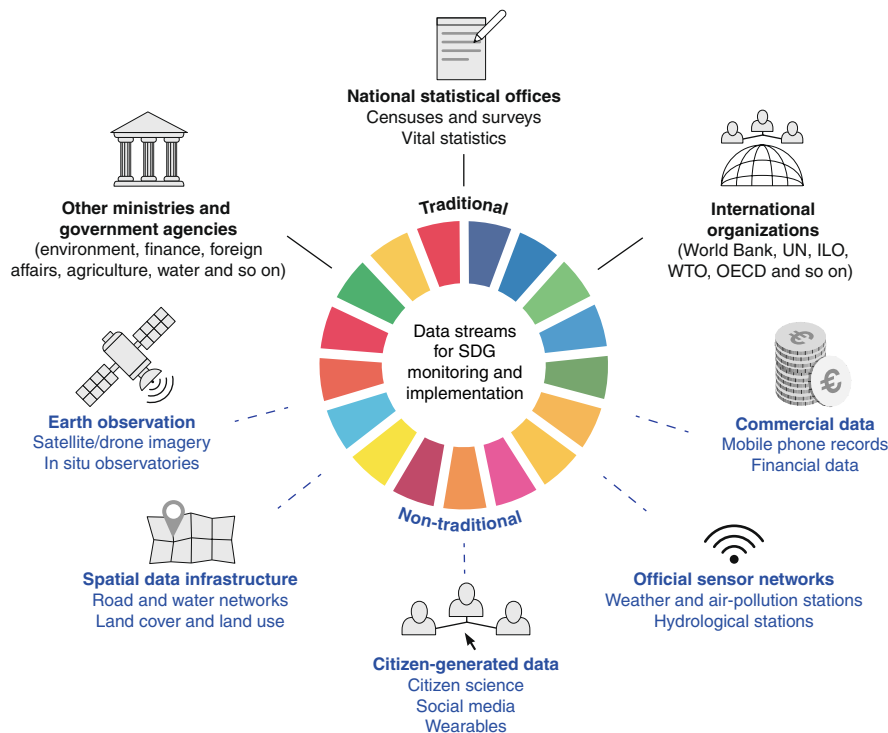 National statistical offices
Censuses and surveys
Vital statistics
Other ministries and
government agencies
(environment, finance, foreign
affairs, agriculture, water and so on)
International
organizations
(World Bank, UN, ILO,
WTO, OECD and so on)
Traditional
Data streams
for SDG
monitoring and
implementation
Non-traditional
Earth observation
Satellite/drone imagery
In situ observatories
€
€
Commercial data
Mobile phone records
Financial data
Spatial data infrastructure
Road and water networks
Land cover and land use
Official sensor networks
Weather and air-pollution stations
Hydrological stations
Citizen-generated data
Citizen science
Social media
Wearables